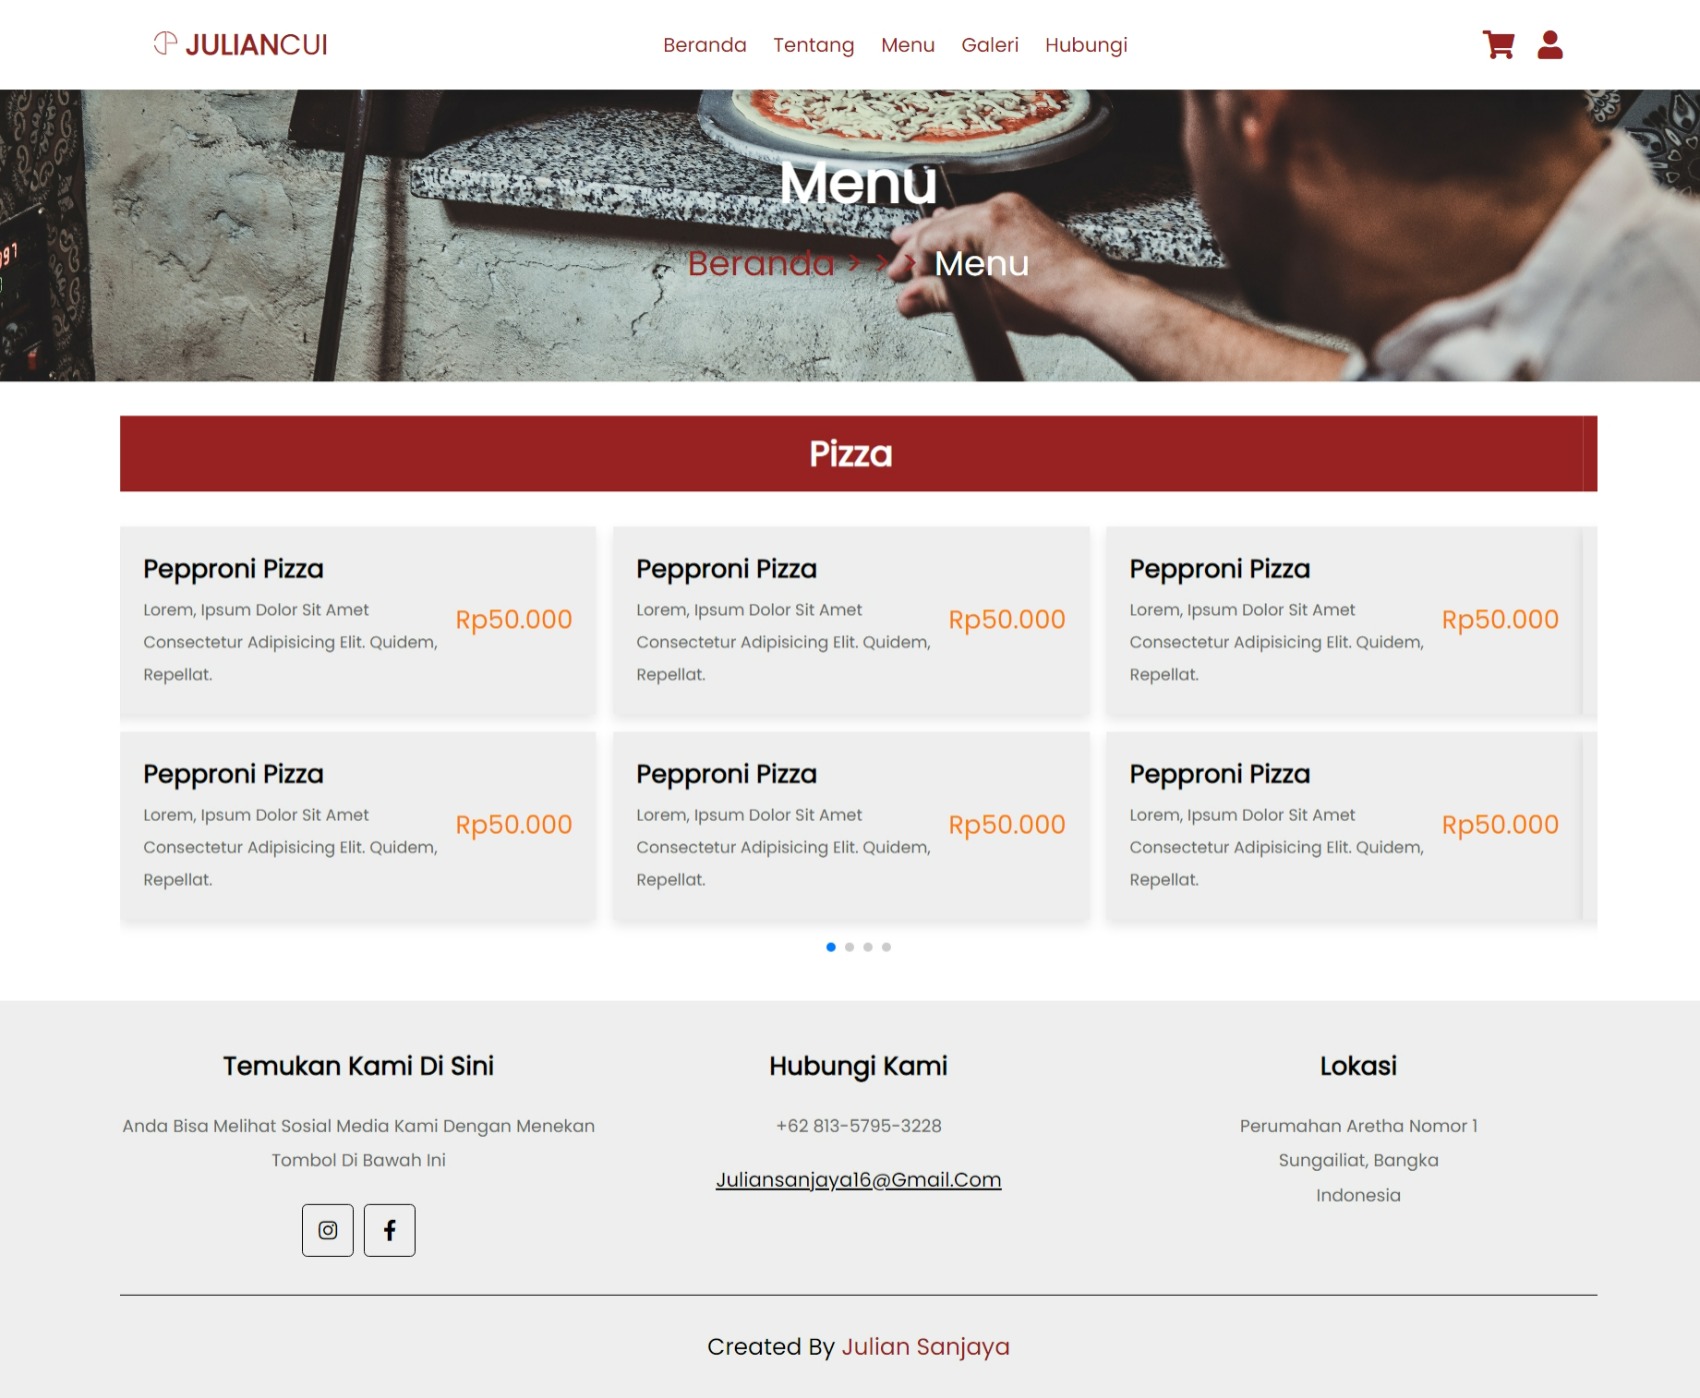 JULIANCUI
Beranda Tentang Menu Galeri Hubungi
91
Menu
Beranda > > > Menu
Pizza
Pepproni Pizza
Lorem, Ipsum Dolor Sit Amet
Consectetur Adipisicing Elit. Quidem,
Repellat.
Rp50.000
Pepproni Pizza
Lorem, Ipsum Dolor Sit Amet
Consectetur Adipisicing Elit. Quidem,
Repellat.
Rp50.000
Pepproni Pizza
Lorem, Ipsum Dolor Sit Amet
Consectetur Adipisicing Elit. Quidem,
Repellat.
Rp50.000
Pepproni Pizza
Lorem, Ipsum Dolor Sit Amet
Consectetur Adipisicing Elit. Quidem,
Repellat.
Rp50.000
Pepproni Pizza
Lorem, Ipsum Dolor Sit Amet
Consectetur Adipisicing Elit. Quidem,
Repellat.
Rp50.000
Pepproni Pizza
Lorem, Ipsum Dolor Sit Amet
Consectetur Adipisicing Elit. Quidem,
Repellat.
Rp50.000
Temukan Kami Di Sini
Anda Bisa Melihat Sosial Media Kami Dengan Menekan
Tombol Di Bawah Ini
Hubungi Kami
+62 813-5795-3228
Juliansanjaya16@Gmail.Com
Lokasi
Perumahan Aretha Nomor 1
Sungailiat, Bangka
Indonesia
Created By Julian Sanjaya